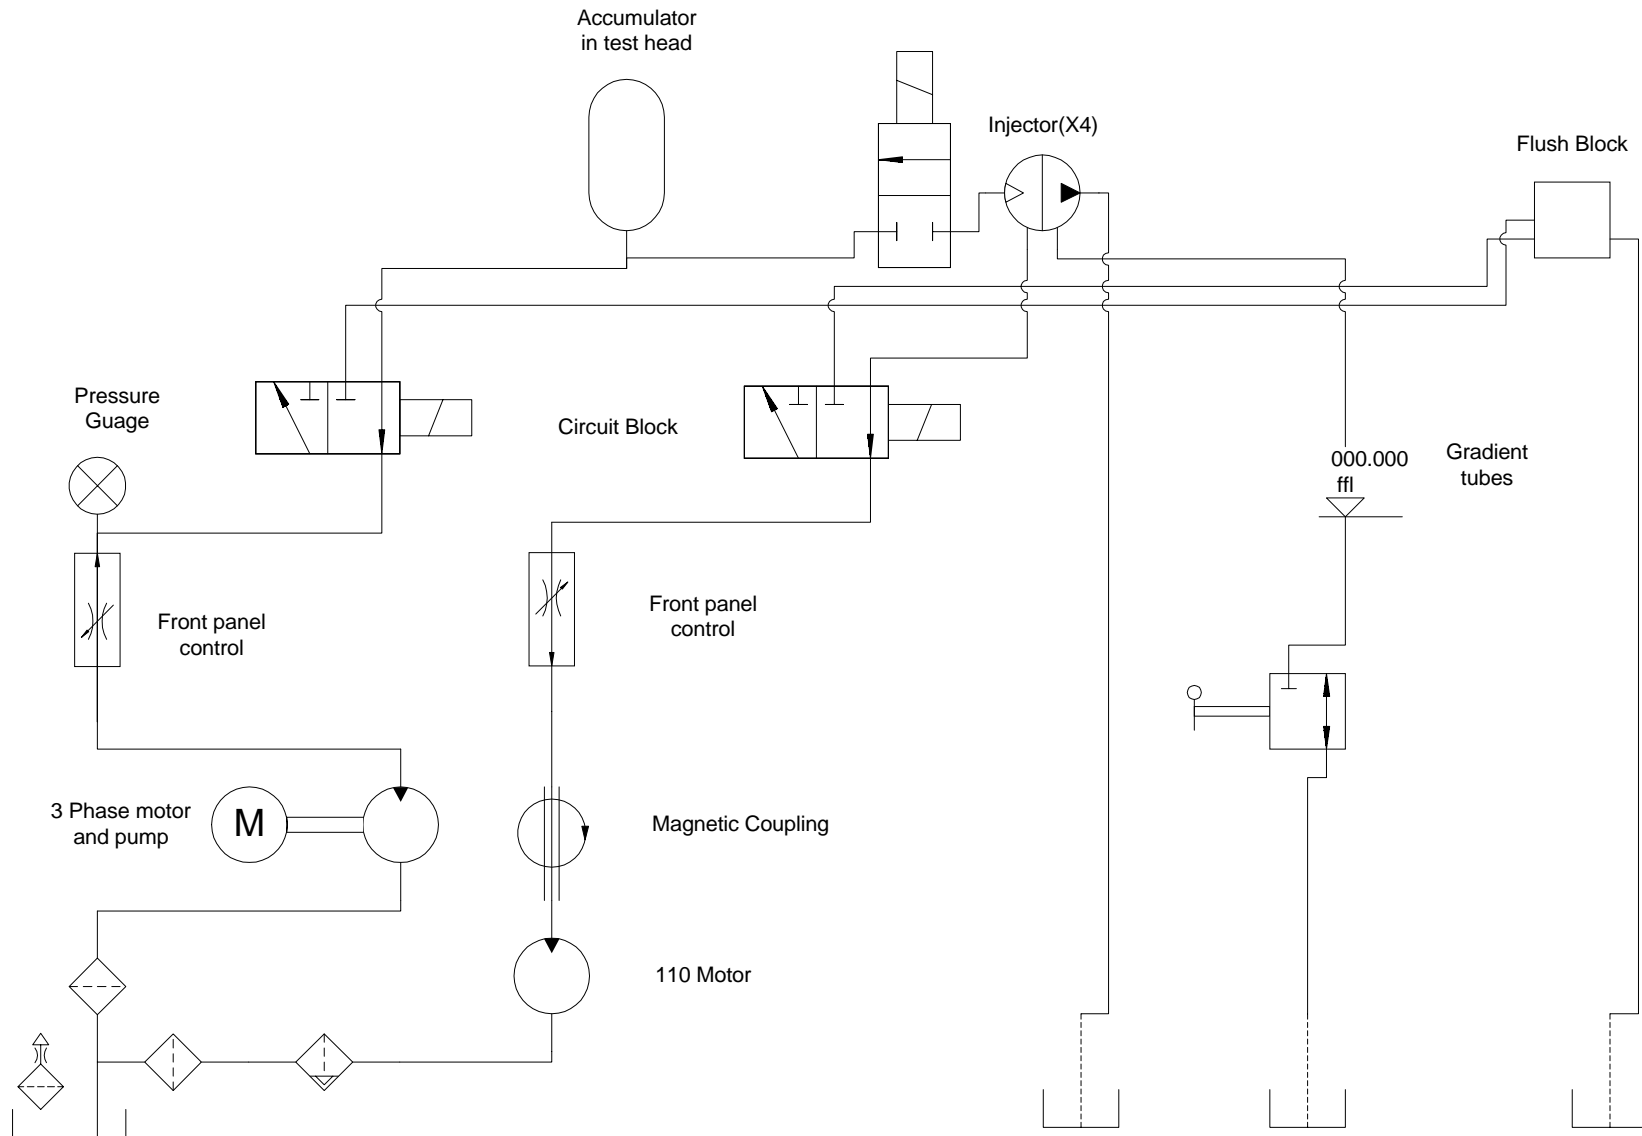 Accumulator
in test head
Injector(X4)
Flush Block
Pressure
Guage
Circuit Block
000.000
ffl
Gradient
tubes
Front panel
control
Front panel
control
3 Phase motor
and pump
M
Magnetic Coupling
110 Motor